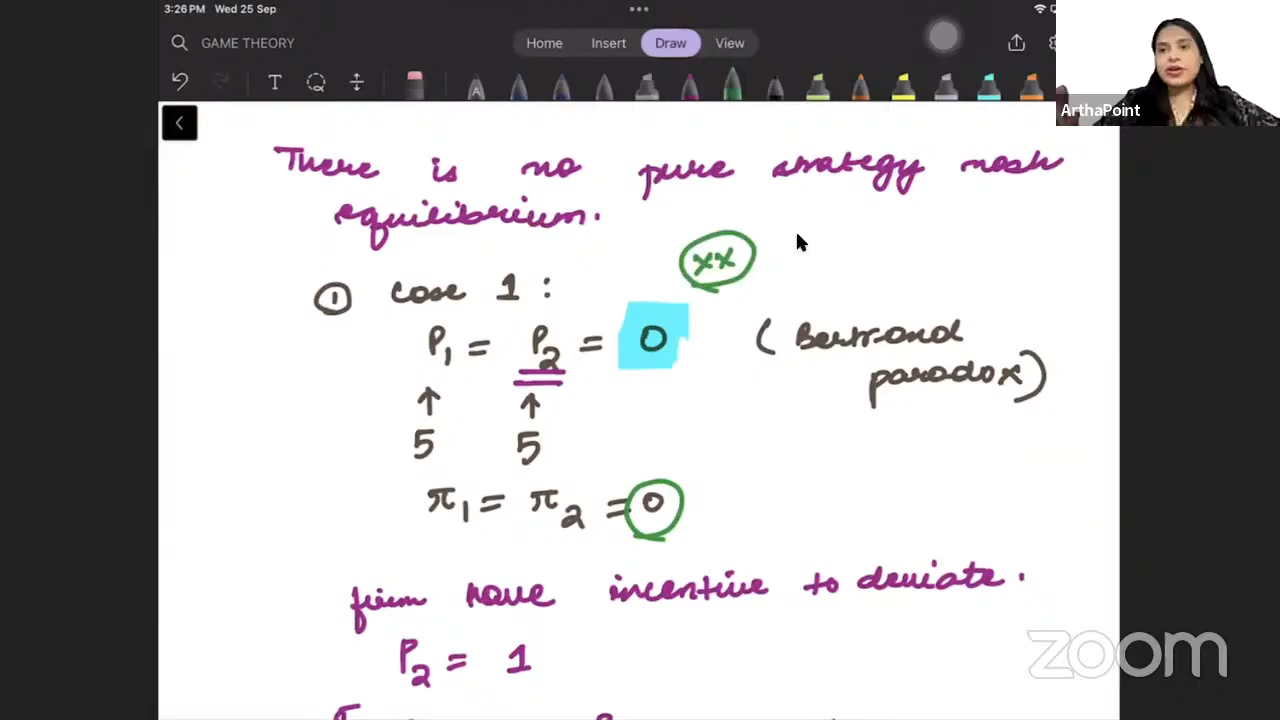 3:26 PM Wed 25 Sep
GAME THEORY
Home Insert Draw View
A
ArthaPoint
There is no pure strategy nash
equilibrium.
xx
① Case 1 :
P₁ = P₂ = 0 (Bertrand
paradox)
↑ ↑
5 5
π₁ = π₂ = 0
firm have incentive to deviate.
P₂ = 1
zoom